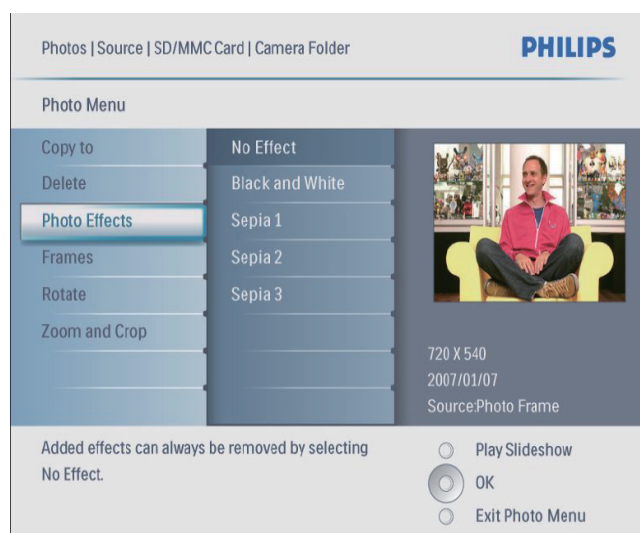 Photos | Source | SD/MMC Card | Camera Folder
PHILIPS
Photo Menu
Copy to
Delete
Photo Effects
Frames
Rotate
Zoom and Crop
No Effect
Black and White
Sepia 1
Sepia 2
Sepia 3
720 X 540
2007/01/07
Source:Photo Frame
Added effects can always be removed by selecting
No Effect.
Play Slideshow
OK
Exit Photo Menu